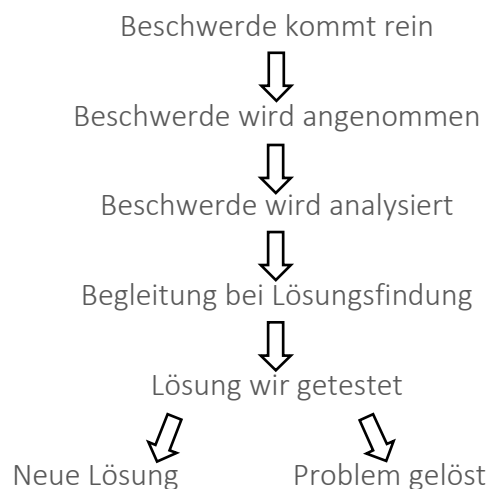 Beschwerde kommt rein
Beschwerde wird angenommen
Beschwerde wird analysiert
Begleitung bei Lösungsfindung
Lösung wir getestet
Neue Lösung
Problem gelöst